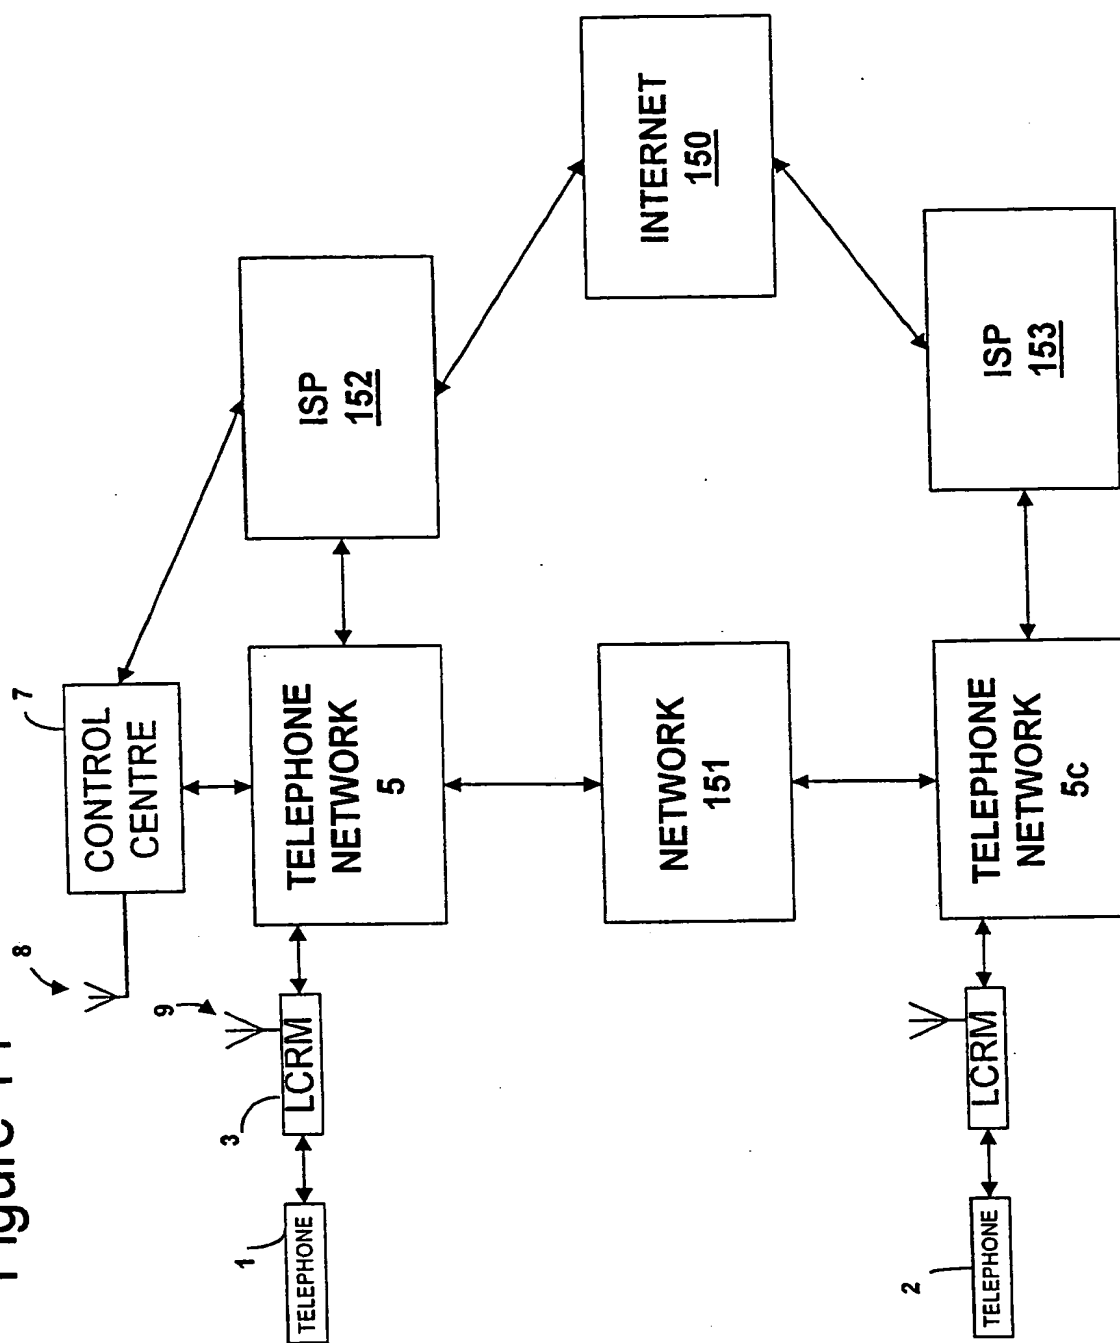 Figure 11
8
7
CONTROL
CENTRE
9
3
1
TELEPHONE
LCRM
TELEPHONE
NETWORK
5
ISP
152
INTERNET
150
NETWORK
151
2
TELEPHONE
LCRM
TELEPHONE
NETWORK
5c
ISP
153